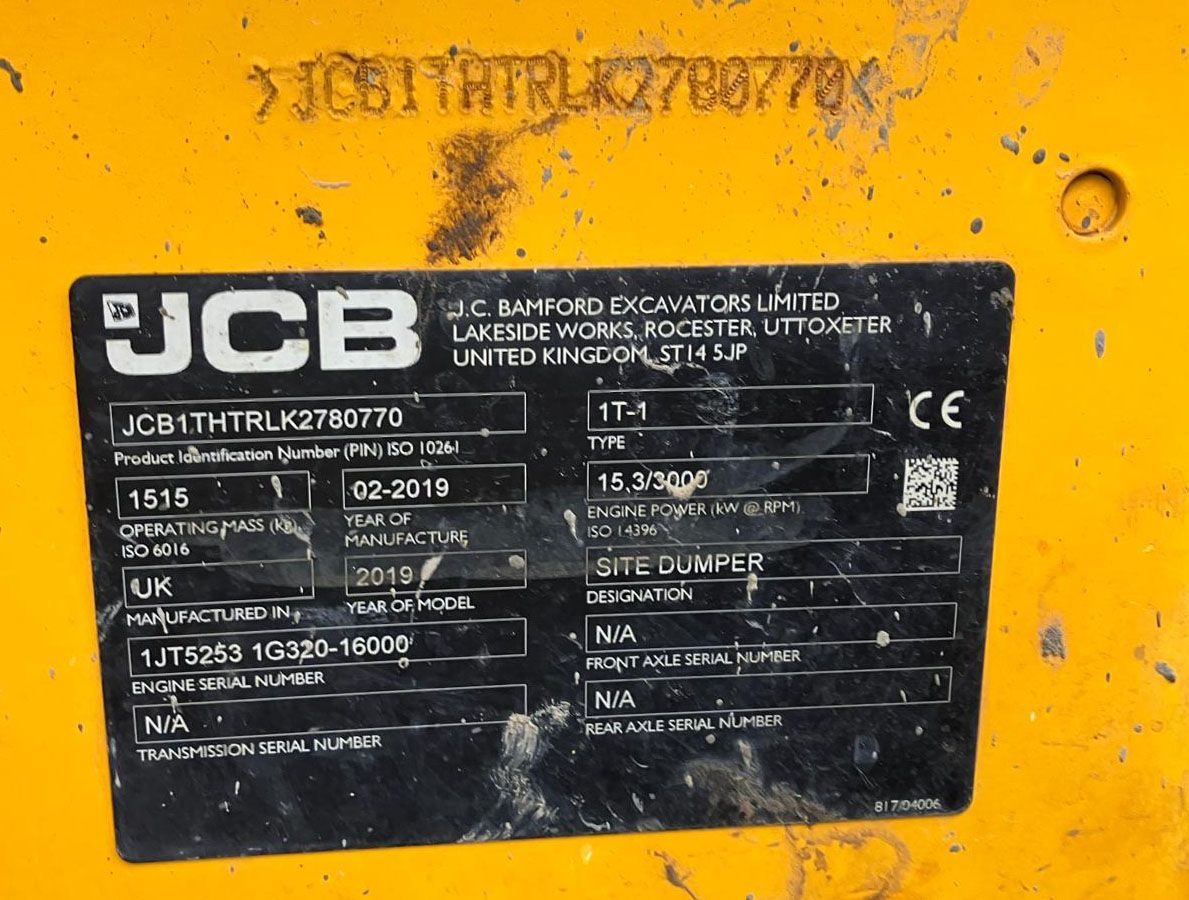 >JCB1THTRLK2780770<
JCB
J.C. BAMFORD EXCAVATORS LIMITED
LAKESIDE WORKS, ROCESTER, UTTOXETER
UNITED KINGDOM, ST14 5JP
JCB1THTRLK2780770
Product Identification Number (PIN) ISO 10261
1515
OPERATING MASS (kg)
ISO 6016
02-2019
YEAR OF
MANUFACTURE
UK
MANUFACTURED IN
2019
YEAR OF MODEL
1JT5253 1G320-16000
ENGINE SERIAL NUMBER
N/A
TRANSMISSION SERIAL NUMBER
1T-1
TYPE
CE
15,3/3000
ENGINE POWER (kW @ RPM)
ISO 14396
SITE DUMPER
DESIGNATION
N/A
FRONT AXLE SERIAL NUMBER
N/A
REAR AXLE SERIAL NUMBER
817/04006